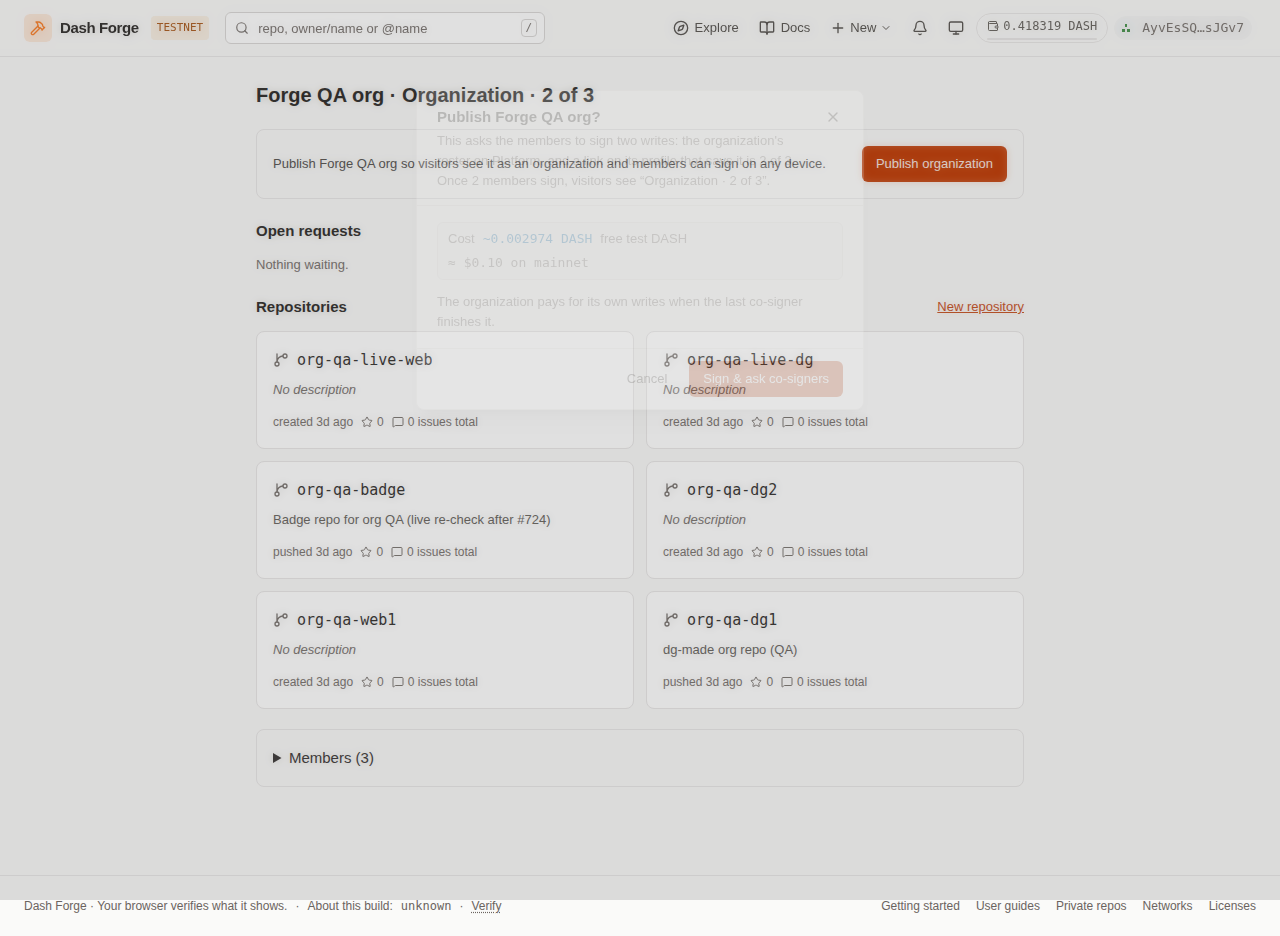 Dash Forge TESTNET repo, owner/name or @name / Explore Docs New 0.418319 DASH AyvEsSQ…sJGv7
Forge QA org · Organization · 2 of 3
Publish Forge QA org?
This asks the members to sign two writes: the organization's
Publish Forge QA org so visitors see it as an organization and members can sign on any device. Publish organization
Once 2 members sign, visitors see “Organization · 2 of 3”.
Open requests
Cost ~0.002974 DASH free test DASH
≈ $0.10 on mainnet
Nothing waiting.
The organization pays for its own writes when the last co-signer
finishes it.
Repositories New repository
Cancel Sign & ask co-signers
org-qa-live-web
No description
created 3d ago 0 0 issues total
org-qa-live-dg
No description
created 3d ago 0 0 issues total
org-qa-badge
Badge repo for org QA (live re-check after #724)
pushed 3d ago 0 0 issues total
org-qa-dg2
No description
created 3d ago 0 0 issues total
org-qa-web1
No description
created 3d ago 0 0 issues total
org-qa-dg1
dg-made org repo (QA)
pushed 3d ago 0 0 issues total
Members (3)
Dash Forge · Your browser verifies what it shows. · About this build: unknown · Verify
Getting started User guides Private repos Networks Licenses